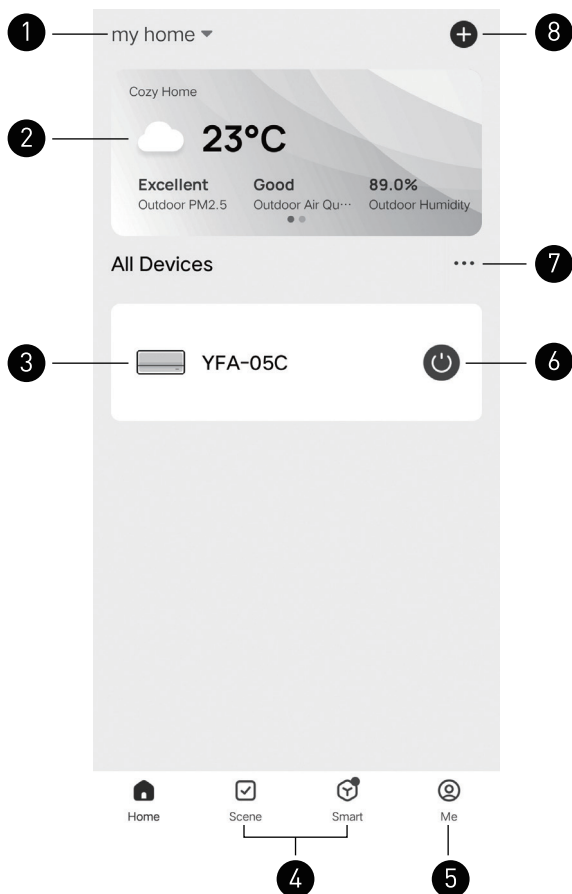 1 my home 8
Cozy Home
2 23°C
Excellent Good 89.0%
Outdoor PM2.5 Outdoor Air Qu··· Outdoor Humidity
All Devices ··· 7
3 YFA-05C 6
Home Scene Smart Me
4 5